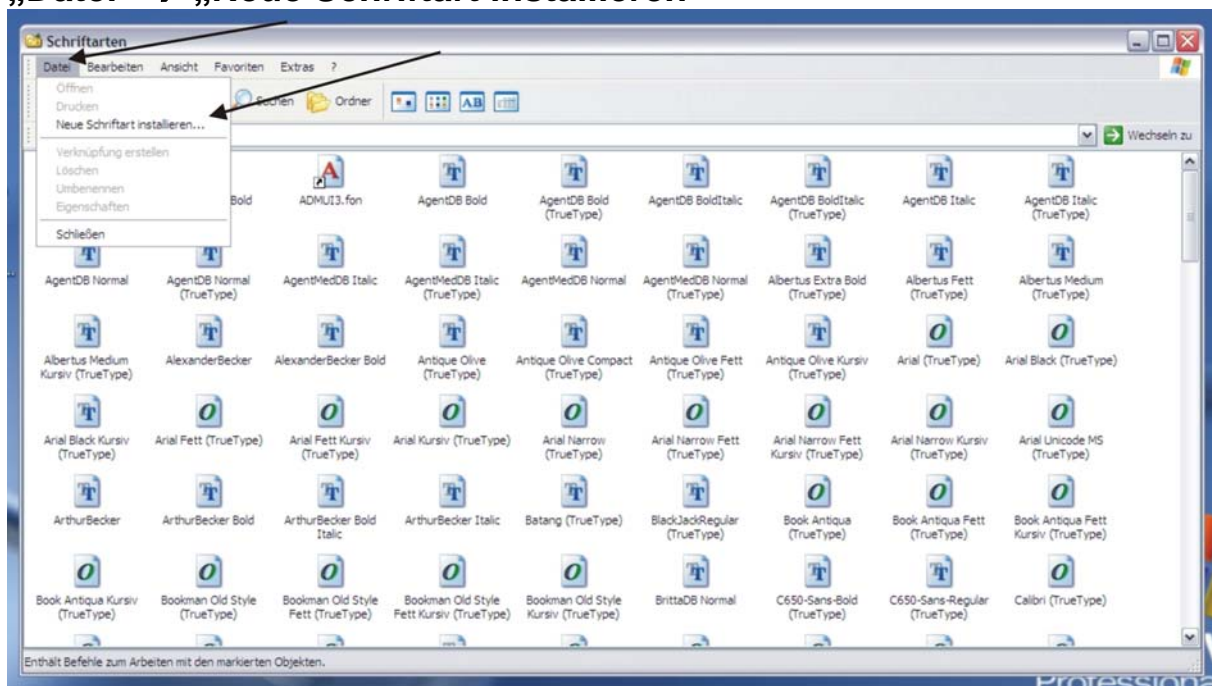 „Datei“ → „Neue Schriftart installieren“
Schriftarten
Datei Bearbeiten Ansicht Favoriten Extras ?
Suchen Ordner
Öffnen
Drucken
Neue Schriftart installieren...
Verknüpfung erstellen
Löschen
Umbenennen
Eigenschaften
Schließen
Wechseln zu
Bold ADMUI3.fon AgentDB Bold AgentDB Bold AgentDB BoldItalic AgentDB BoldItalic AgentDB Italic AgentDB Italic
(TrueType) (TrueType) (TrueType)
AgentDB Normal AgentDB Normal AgentMedDB Italic AgentMedDB Italic AgentMedDB Normal AgentMedDB Normal Albertus Extra Bold Albertus Fett Albertus Medium
(TrueType) (TrueType) (TrueType) (TrueType) (TrueType) (TrueType)
Albertus Medium AlexanderBecker AlexanderBecker Bold Antique Olive Antique Olive Compact Antique Olive Fett Antique Olive Kursiv Arial (TrueType) Arial Black (TrueType)
Kursiv (TrueType) (TrueType) (TrueType) (TrueType) (TrueType)
Arial Black Kursiv Arial Fett (TrueType) Arial Fett Kursiv Arial Kursiv (TrueType) Arial Narrow Arial Narrow Fett Arial Narrow Fett Arial Narrow Kursiv Arial Unicode MS
(TrueType) (TrueType) (TrueType) (TrueType) Kursiv (TrueType) (TrueType) (TrueType)
ArthurBecker ArthurBecker Bold ArthurBecker Bold ArthurBecker Italic Batang (TrueType) BlackJackRegular Book Antiqua Book Antiqua Fett Book Antiqua Fett
Italic (TrueType) (TrueType) (TrueType) Kursiv (TrueType)
Book Antiqua Kursiv Bookman Old Style Bookman Old Style Bookman Old Style Bookman Old Style BrittaDB Normal C650-Sans-Bold C650-Sans-Regular Calibri (TrueType)
(TrueType) (TrueType) Fett (TrueType) Fett Kursiv (TrueType) Kursiv (TrueType) (TrueType) (TrueType)
Enthält Befehle zum Arbeiten mit den markierten Objekten.